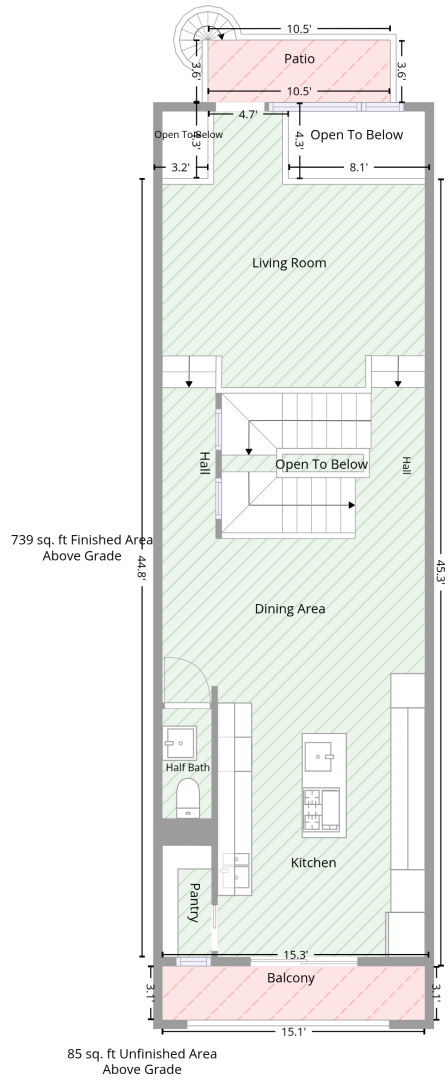 10.5'
Patio
3.6'
3.6'
10.5'
4.7'
Open To Below
4.3'
4.3'
Open To Below
3.2'
8.1'
Living Room
Hall
Open To Below
Hall
739 sq. ft Finished Area
Above Grade
44.8'
45.3'
Dining Area
Half Bath
Kitchen
Pantry
15.3'
Balcony
3.1'
3.1'
15.1'
85 sq. ft Unfinished Area
Above Grade